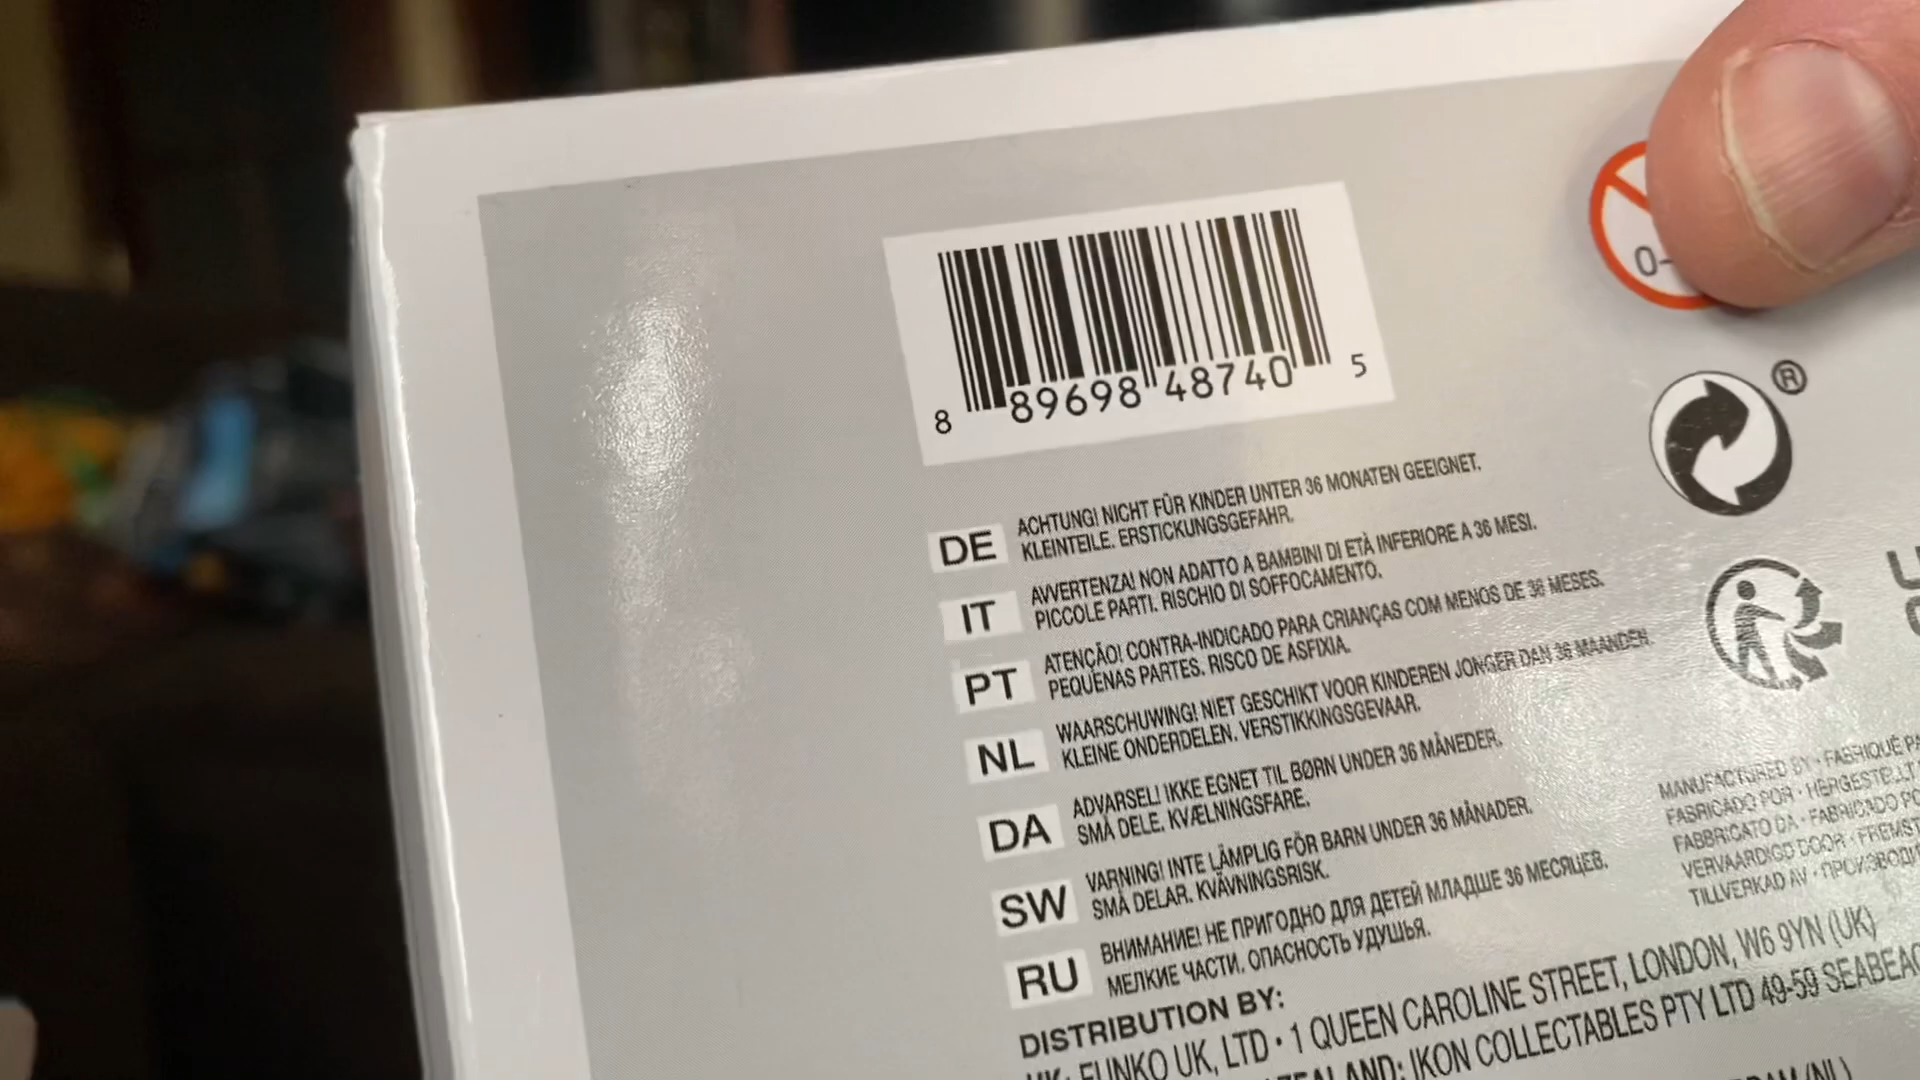 8 89698 48740 5
0-
®
DE ACHTUNG! NICHT FÜR KINDER UNTER 36 MONATEN GEEIGNET.
KLEINTEILE. ERSTICKUNGSGEFAHR.
IT AVVERTENZA! NON ADATTO A BAMBINI DI ETÀ INFERIORE A 36 MESI.
PICCOLE PARTI. RISCHIO DI SOFFOCAMENTO.
PT ATENÇÃO! CONTRA-INDICADO PARA CRIANÇAS COM MENOS DE 36 MESES.
PEQUENAS PARTES. RISCO DE ASFIXIA.
NL WAARSCHUWING! NIET GESCHIKT VOOR KINDEREN JONGER DAN 36 MAANDEN.
KLEINE ONDERDELEN. VERSTIKKINGSGEVAAR.
DA ADVARSEL! IKKE EGNET TIL BØRN UNDER 36 MÅNEDER.
SMÅ DELE. KVÆLNINGSFARE.
SW VARNING! INTE LÄMPLIG FÖR BARN UNDER 36 MÅNADER.
SMÅ DELAR. KVÄVNINGSRISK.
RU ВНИМАНИЕ! НЕ ПРИГОДНО ДЛЯ ДЕТЕЙ МЛАДШЕ 36 МЕСЯЦЕВ.
МЕЛКИЕ ЧАСТИ. ОПАСНОСТЬ УДУШЬЯ.
MANUFACTURED BY • FABRIQUÉ PA
FABRICADO POR • HERGESTELLT
FABBRICATO DA • FABRICADO PO
VERVAARDIGD DOOR • FREMST
TILLVERKAD AV • ПРОИЗВОДИ
DISTRIBUTION BY:
UK: FUNKO UK, LTD • 1 QUEEN CAROLINE STREET, LONDON, W6 9YN (UK)
ZEALAND: IKON COLLECTABLES PTY LTD 49-59 SEABEAC
(NL)